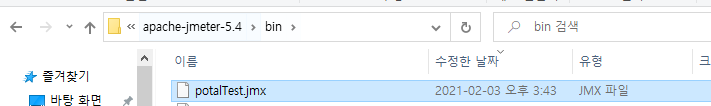 « apache-jmeter-5.4 > bin > bin 검색
이름 수정한 날짜 유형 크
즐겨찾기
potalTest.jmx 2021-02-03 오후 3:43 JMX 파일
바탕 화면